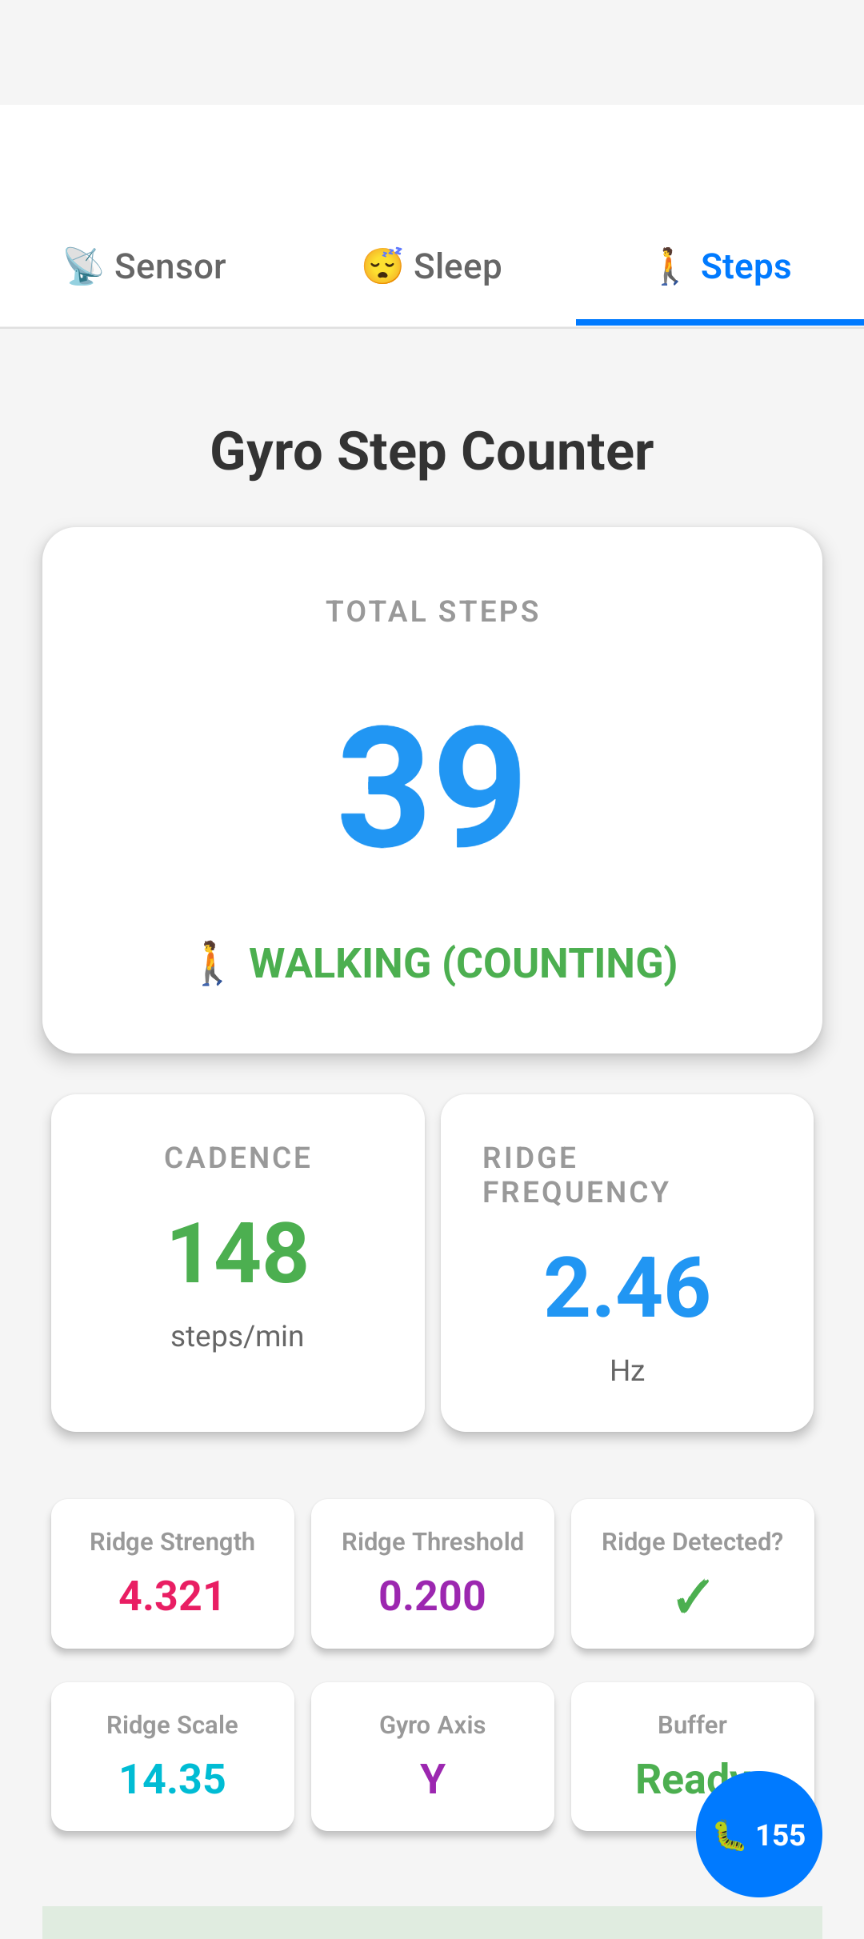 Sensor
Sleep
Steps
Gyro Step Counter
TOTAL STEPS
39
WALKING (COUNTING)
CADENCE
148
steps/min
RIDGE
FREQUENCY
2.46
Hz
Ridge Strength
4.321
Ridge Threshold
0.200
Ridge Detected?
✓
Ridge Scale
14.35
Gyro Axis
Y
Buffer
Ready
155